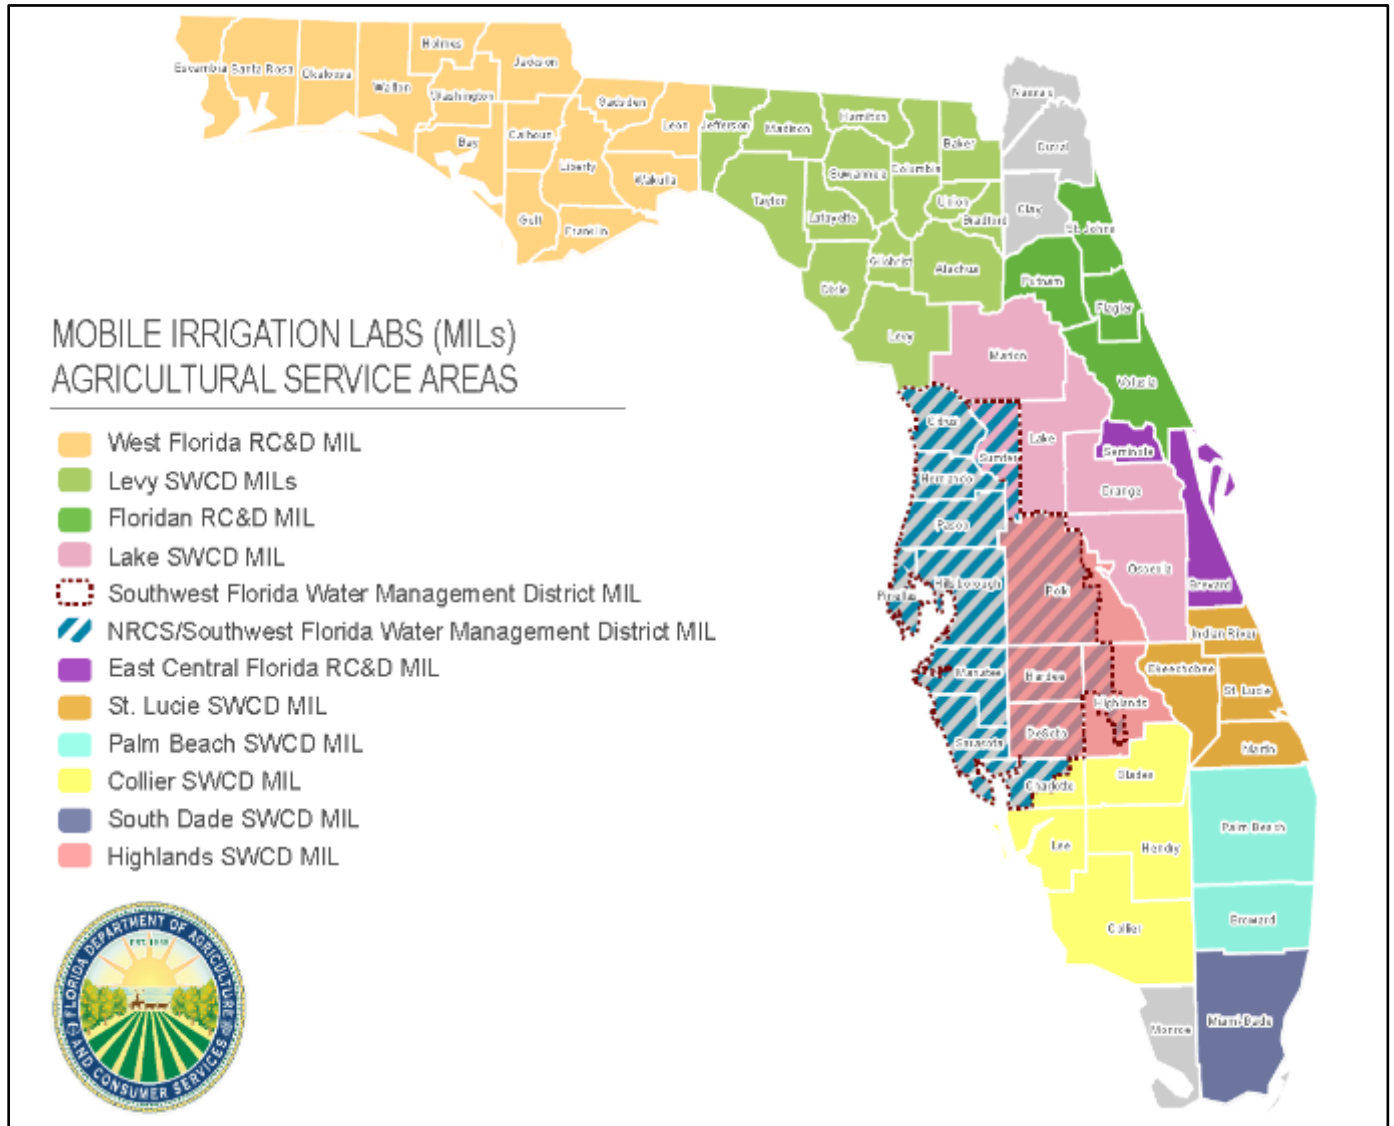 Escambia
Santa Rosa
Okaloosa
Walton
Holmes
Jackson
Washington
Bay
Calhoun
Gulf
Liberty
Franklin
Gadsden
Leon
Wakulla
Jefferson
Madison
Hamilton
Taylor
Suwannee
Lafayette
Columbia
Baker
Union
Bradford
Gilchrist
Alachua
Dixie
Levy
Nassau
Duval
Clay
St. Johns
Putnam
Flagler
Volusia
Marion
Citrus
Sumter
Lake
Seminole
Orange
Hernando
Pasco
Osceola
Brevard
Pinellas
Hillsborough
Polk
Indian River
Manatee
Hardee
Highlands
Okeechobee
St. Lucie
Sarasota
DeSoto
Martin
Charlotte
Glades
Lee
Hendry
Palm Beach
Collier
Broward
Monroe
Miami-Dade
MOBILE IRRIGATION LABS (MILs)
AGRICULTURAL SERVICE AREAS
West Florida RC&D MIL
Levy SWCD MILs
Floridan RC&D MIL
Lake SWCD MIL
Southwest Florida Water Management District MIL
NRCS/Southwest Florida Water Management District MIL
East Central Florida RC&D MIL
St. Lucie SWCD MIL
Palm Beach SWCD MIL
Collier SWCD MIL
South Dade SWCD MIL
Highlands SWCD MIL
FLORIDA DEPARTMENT OF AGRICULTURE
AND CONSUMER SERVICES